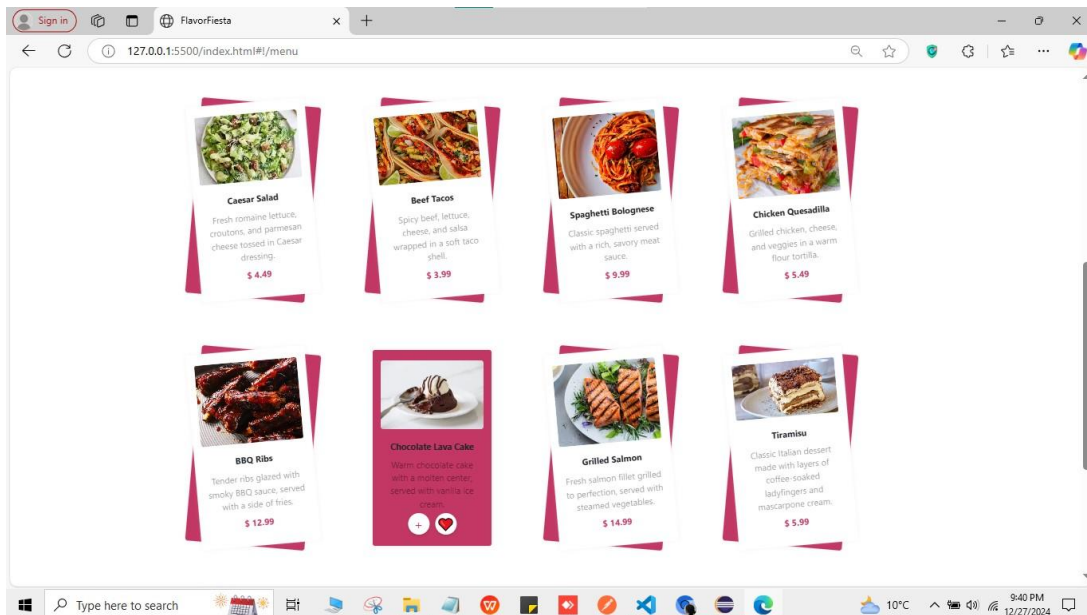 Sign in
FlavorFiesta
127.0.0.1:5500/index.html#!/menu
Caesar Salad
Fresh romaine lettuce,
croutons, and parmesan
cheese tossed in Caesar
dressing.
$ 4.49
Beef Tacos
Spicy beef, lettuce,
cheese, and salsa
wrapped in a soft taco
shell.
$ 3.99
Spaghetti Bolognese
Classic spaghetti served
with a rich, savory meat
sauce.
$ 9.99
Chicken Quesadilla
Grilled chicken, cheese,
and veggies in a warm
flour tortilla.
$ 5.49
BBQ Ribs
Tender ribs glazed with
smoky BBQ sauce, served
with a side of fries.
$ 12.99
Chocolate Lava Cake
Warm chocolate cake
with a molten center,
served with vanilla ice
cream.
+
Grilled Salmon
Fresh salmon fillet grilled
to perfection, served with
steamed vegetables.
$ 14.99
Tiramisu
Classic Italian dessert
made with layers of
coffee-soaked
ladyfingers and
mascarpone cream.
$ 5.99
Type here to search
10°C
9:40 PM
12/27/2024